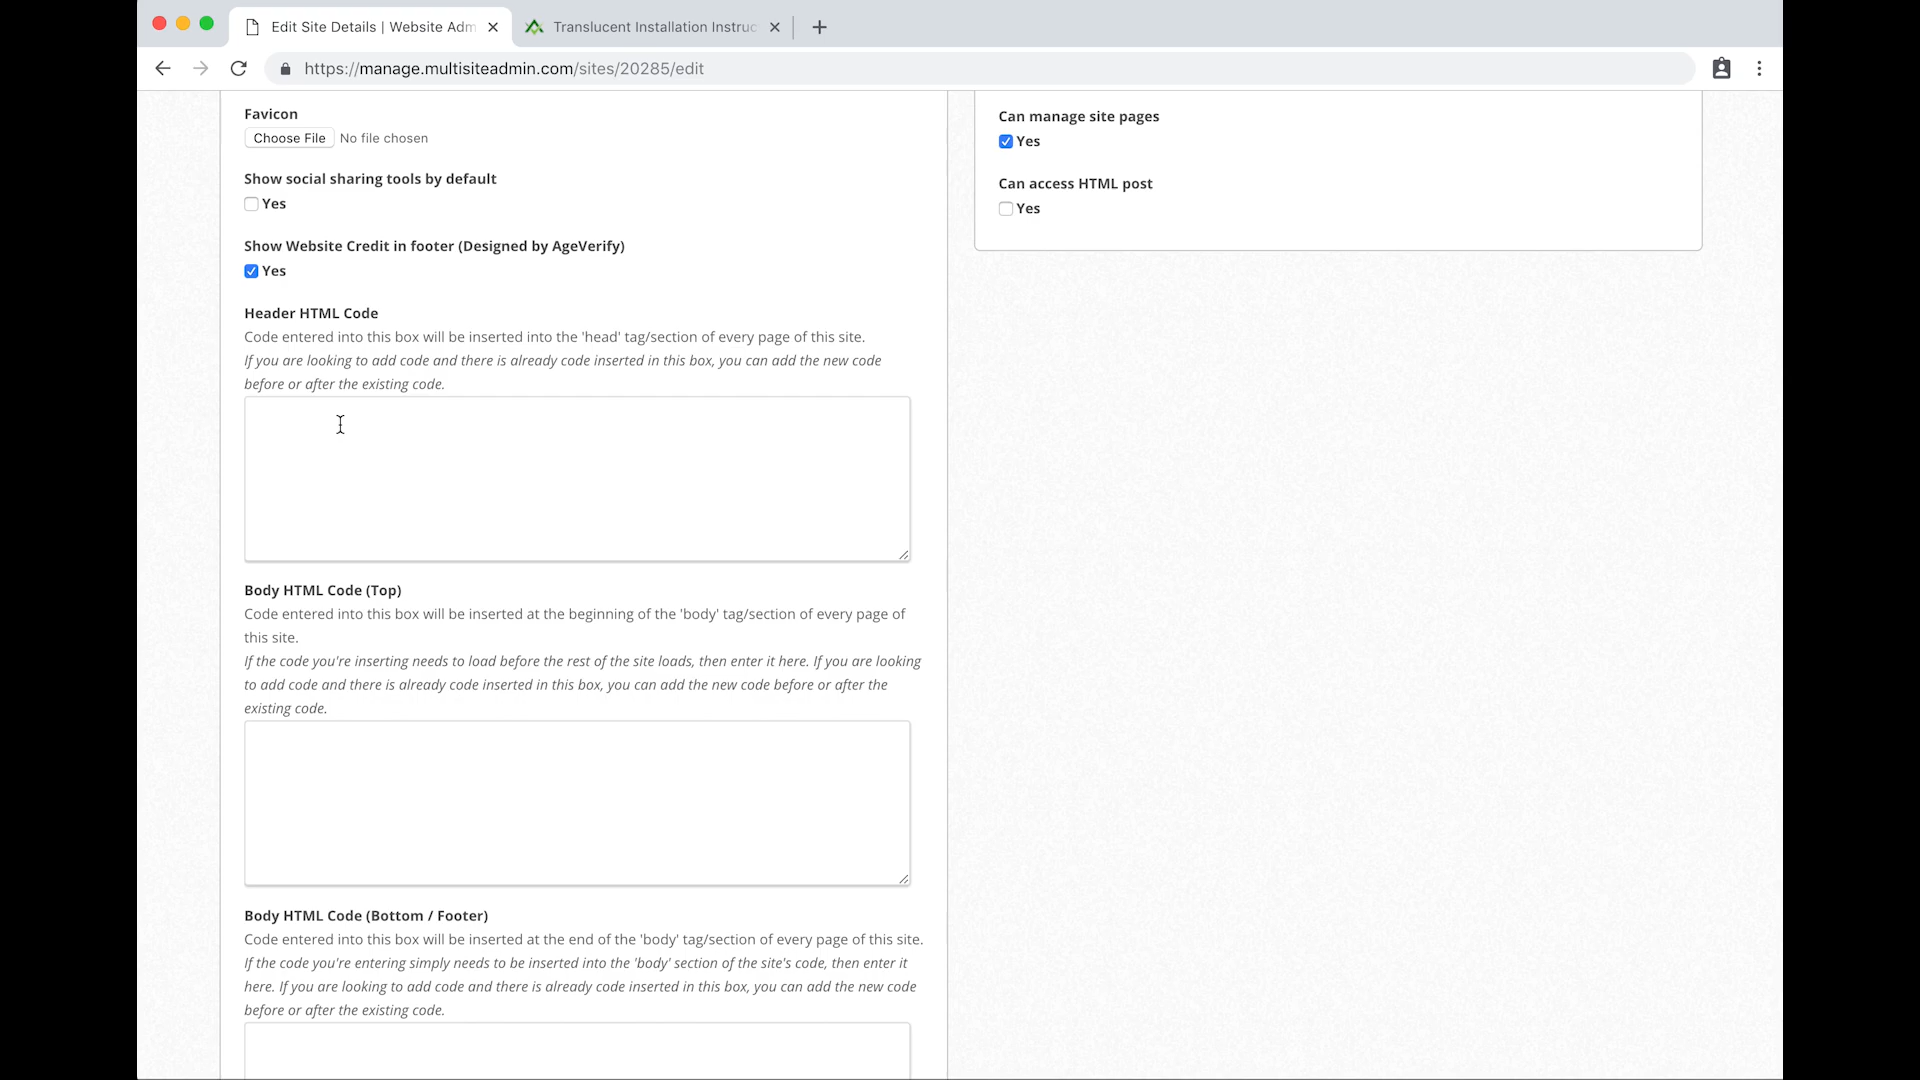 Edit Site Details | Website Adm
Translucent Installation Instruc
https://manage.multisiteadmin.com/sites/20285/edit
Favicon
Choose File No file chosen
Show social sharing tools by default
Yes
Show Website Credit in footer (Designed by AgeVerify)
Yes
Header HTML Code
Code entered into this box will be inserted into the 'head' tag/section of every page of this site.
If you are looking to add code and there is already code inserted in this box, you can add the new code
before or after the existing code.
Body HTML Code (Top)
Code entered into this box will be inserted at the beginning of the 'body' tag/section of every page of
this site.
If the code you're inserting needs to load before the rest of the site loads, then enter it here. If you are looking
to add code and there is already code inserted in this box, you can add the new code before or after the
existing code.
Body HTML Code (Bottom / Footer)
Code entered into this box will be inserted at the end of the 'body' tag/section of every page of this site.
If the code you're entering simply needs to be inserted into the 'body' section of the site's code, then enter it
here. If you are looking to add code and there is already code inserted in this box, you can add the new code
before or after the existing code.
Can manage site pages
Yes
Can access HTML post
Yes